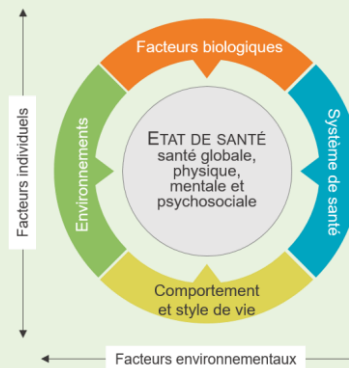 Facteurs biologiques
Facteurs individuels
Environnements
ETAT DE SANTÉ
santé globale,
physique,
mentale et
psychosociale
Système de santé
Comportement
et style de vie
Facteurs environnementaux